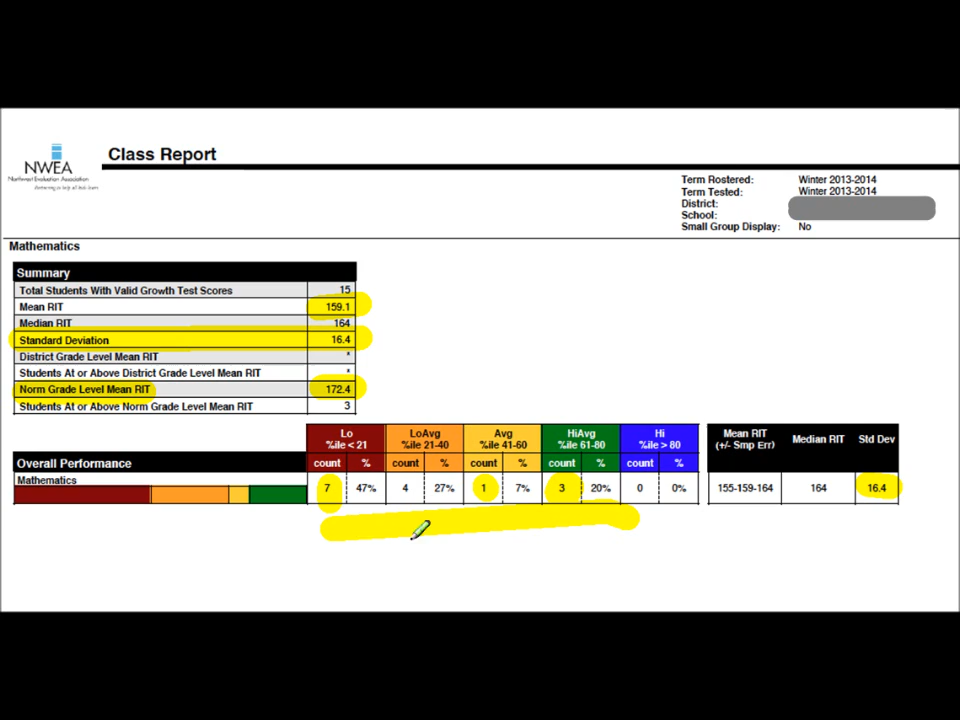 NWEA
Northwest Evaluation Association
Partnering to help all kids learn
Class Report
Term Rostered: Winter 2013-2014
Term Tested: Winter 2013-2014
District:
School:
Small Group Display: No
Mathematics
Summary
Total Students With Valid Growth Test Scores 15
Mean RIT 159.1
Median RIT 164
Standard Deviation 16.4
District Grade Level Mean RIT *
Students At or Above District Grade Level Mean RIT *
Norm Grade Level Mean RIT 172.4
Students At or Above Norm Grade Level Mean RIT 3
Lo LoAvg Avg HiAvg Hi Mean RIT
%ile < 21 %ile 21-40 %ile 41-60 %ile 61-80 %ile > 80 (+/- Smp Err) Median RIT Std Dev
Overall Performance count % count % count % count % count %
Mathematics
7 47% 4 27% 1 7% 3 20% 0 0% 155-159-164 164 16.4